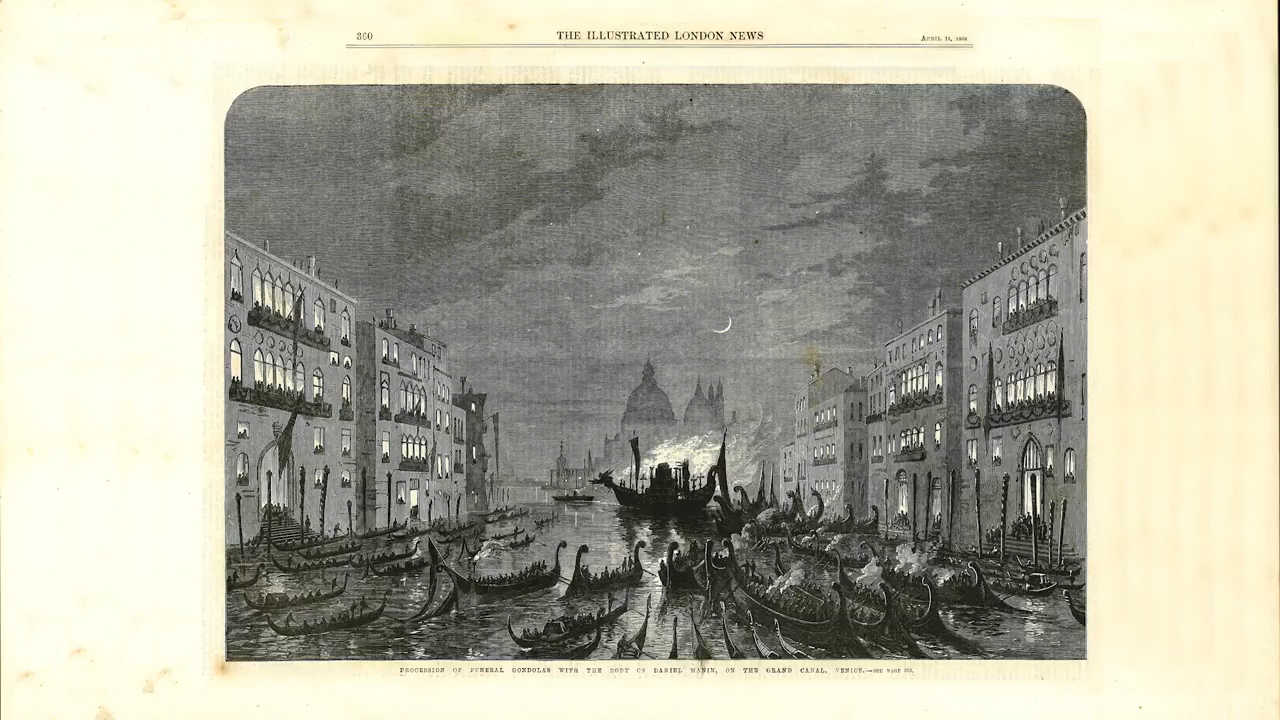 360
THE ILLUSTRATED LONDON NEWS
APRIL 11, 1868
PROCESSION OF FUNERAL GONDOLAS WITH THE BODY OF DANIEL MANIN, ON THE GRAND CANAL, VENICE.—SEE PAGE